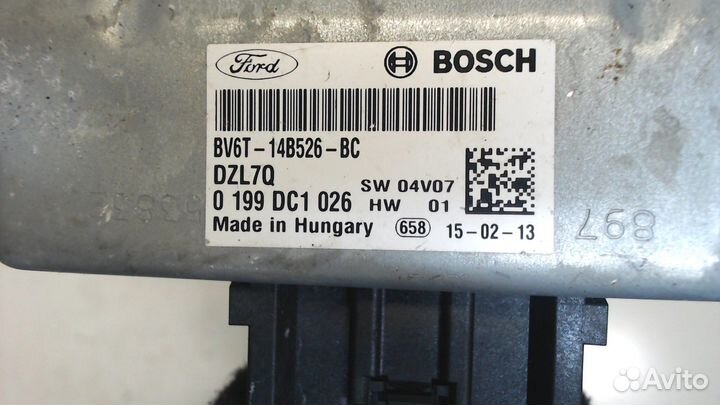 Ford
BOSCH
BV6T-14B526-BC
DZL7Q
SW 04V07
0 199 DC1 026
HW 01
Made in Hungary
658
15-02-13
897
Avito